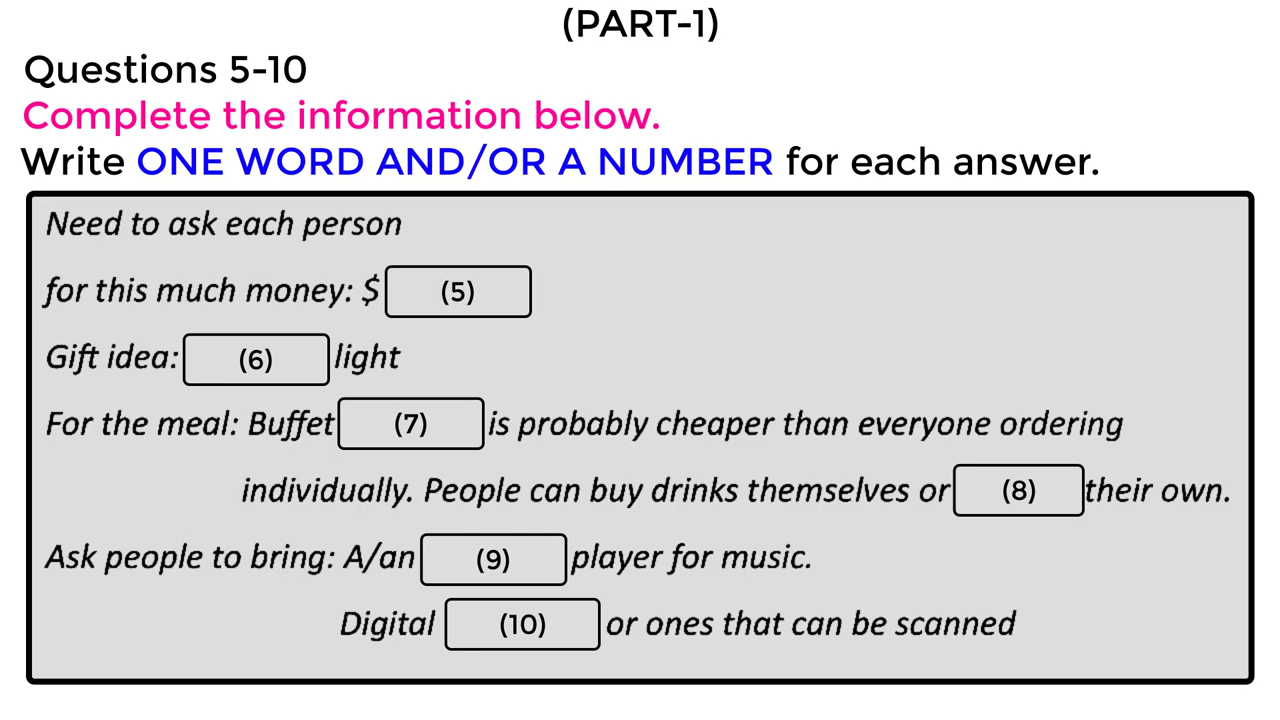 (PART-1)
Questions 5-10
Complete the information below.
Write ONE WORD AND/OR A NUMBER for each answer.
Need to ask each person
for this much money: $ (5)
Gift idea: (6) light
For the meal: Buffet (7) is probably cheaper than everyone ordering
individually. People can buy drinks themselves or (8) their own.
Ask people to bring: A/an (9) player for music.
Digital (10) or ones that can be scanned